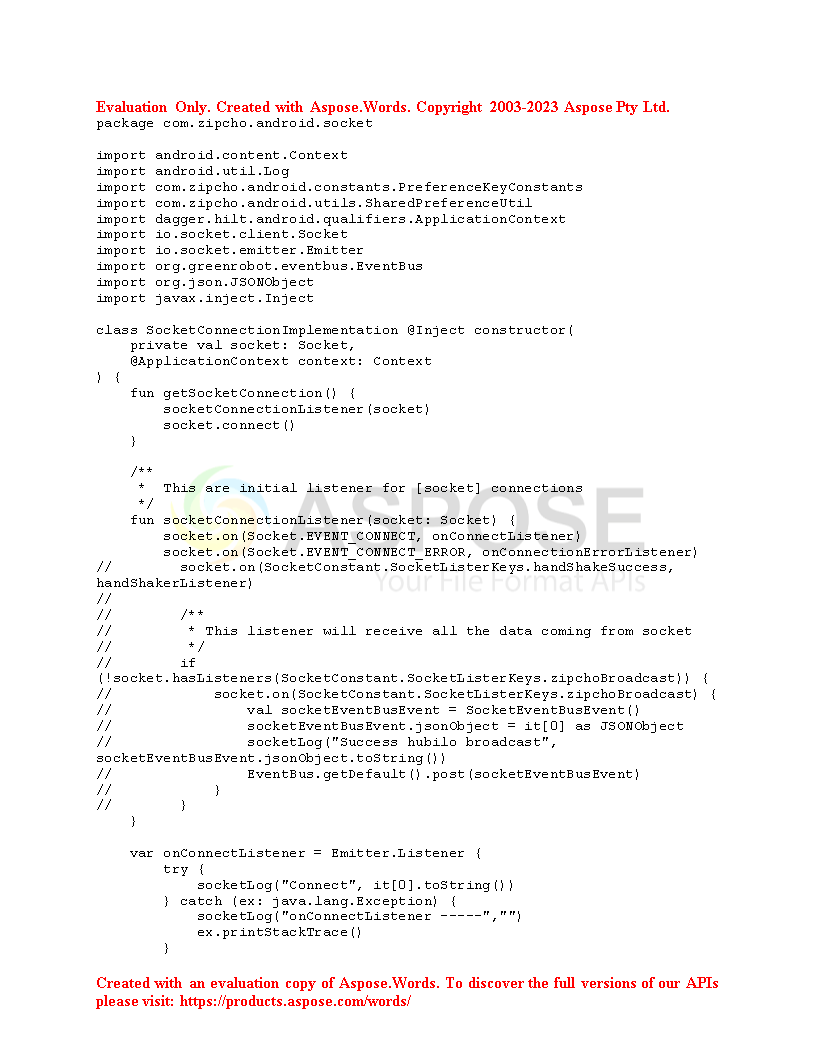 Evaluation Only. Created with Aspose.Words. Copyright 2003-2023 Aspose Pty Ltd.
package com.zipcho.android.socket

import android.content.Context
import android.util.Log
import com.zipcho.android.constants.PreferenceKeyConstants
import com.zipcho.android.utils.SharedPreferenceUtil
import dagger.hilt.android.qualifiers.ApplicationContext
import io.socket.client.Socket
import io.socket.emitter.Emitter
import org.greenrobot.eventbus.EventBus
import org.json.JSONObject
import javax.inject.Inject

class SocketConnectionImplementation @Inject constructor(
    private val socket: Socket,
    @ApplicationContext context: Context
) {
    fun getSocketConnection() {
        socketConnectionListener(socket)
        socket.connect()
    }

    /**
     *  This are initial listener for [socket] connections
     */
    fun socketConnectionListener(socket: Socket) {
        socket.on(Socket.EVENT_CONNECT, onConnectListener)
        socket.on(Socket.EVENT_CONNECT_ERROR, onConnectionErrorListener)
//        socket.on(SocketConstant.SocketListerKeys.handShakeSuccess,
handShakerListener)
//
//        /**
//         * This listener will receive all the data coming from socket
//         */
//        if
(!socket.hasListeners(SocketConstant.SocketListerKeys.zipchoBroadcast)) {
//            socket.on(SocketConstant.SocketListerKeys.zipchoBroadcast) {
//                val socketEventBusEvent = SocketEventBusEvent()
//                socketEventBusEvent.jsonObject = it[0] as JSONObject
//                socketLog("Success hubilo broadcast",
socketEventBusEvent.jsonObject.toString())
//                EventBus.getDefault().post(socketEventBusEvent)
//            }
//        }
    }

    var onConnectListener = Emitter.Listener {
        try {
            socketLog("Connect", it[0].toString())
        } catch (ex: java.lang.Exception) {
            socketLog("onConnectListener -----","")
            ex.printStackTrace()
        }
ASPOSE
Your File Format APIs
Created with an evaluation copy of Aspose.Words. To discover the full versions of our APIs
please visit: https://products.aspose.com/words/